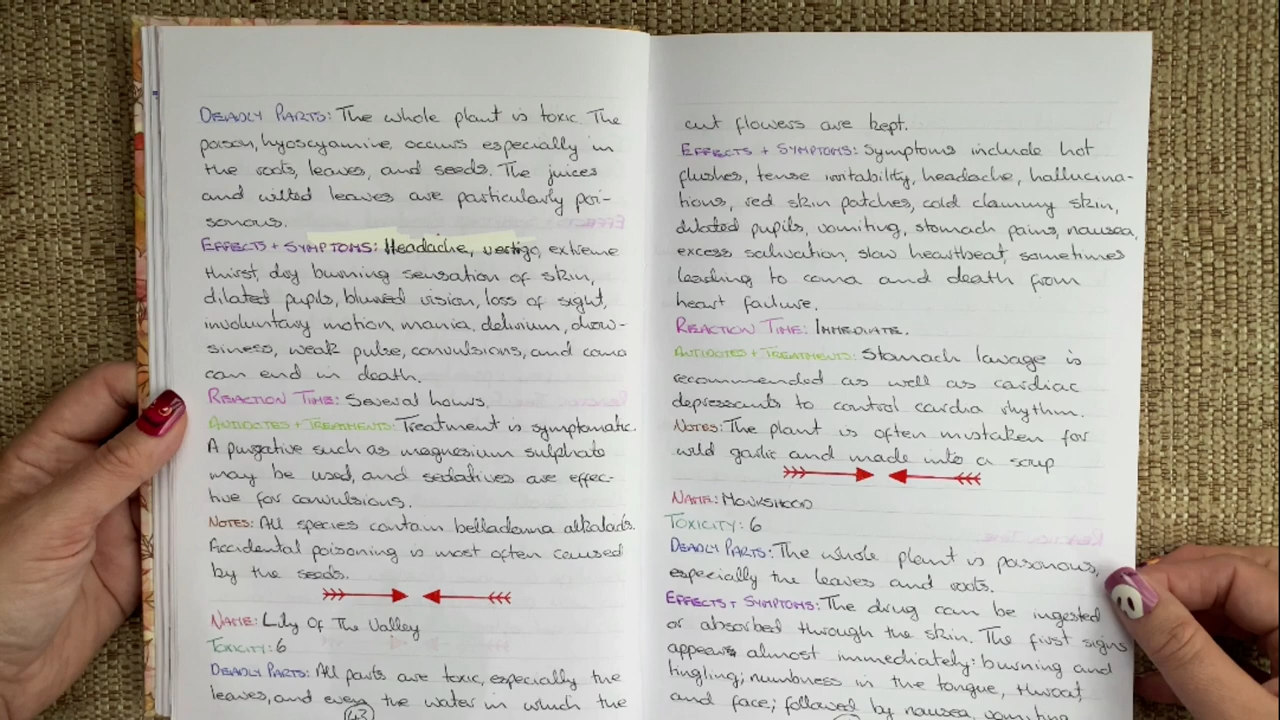 DEADLY PARTS: The whole plant is toxic. The
poison, hyoscyamine occurs especially in
the roots, leaves, and seeds. The juices
and wilted leaves are particularly poi-
sonous.
EFFECTS + SYMPTOMS: Headache, vertigo, extreme
thirst, dry burning sensation of skin,
dilated pupils, blurred vision, loss of sight,
involuntary motion, mania, delirium, drow-
siness, weak pulse, convulsions, and coma
can end in death.
REACTION TIME: Several hours.
ANTIDOTES + TREATMENTS: Treatment is symptomatic.
A purgative such as magnesium sulphate
may be used, and sedatives are effec-
tive for convulsions.
NOTES: All species contain belladonna alkaloids.
Accidental poisoning is most often caused
by the seeds.
NAME: Lily Of The Valley
TOXICITY: 6
DEADLY PARTS: All parts are toxic, especially the
leaves, and even the water in which the
43
cut flowers are kept.
EFFECTS + SYMPTOMS: Symptoms include hot
flushes, tense irritability, headache, hallucina-
tions, red skin patches, cold clammy skin,
dilated pupils, vomiting, stomach pains, nausea,
excess salivation, slow heartbeat, sometimes
leading to coma and death from
heart failure.
REACTION TIME: IMMEDIATE.
ANTIDOTES + TREATMENTS: Stomach lavage is
recommended as well as cardiac
depressants to control cardia rhythm.
NOTES: The plant is often mistaken for
wild garlic and made into a soup
NAME: MONKSHOOD
TOXICITY: 6
DEADLY PARTS: The whole plant is poisonous,
especially the leaves and roots.
EFFECTS + SYMPTOMS: The drug can be ingested
or absorbed through the skin. The first signs
appears almost immediately: burning and
tingling; numbness in the tongue, throat
and face; followed by nausea, vomiting